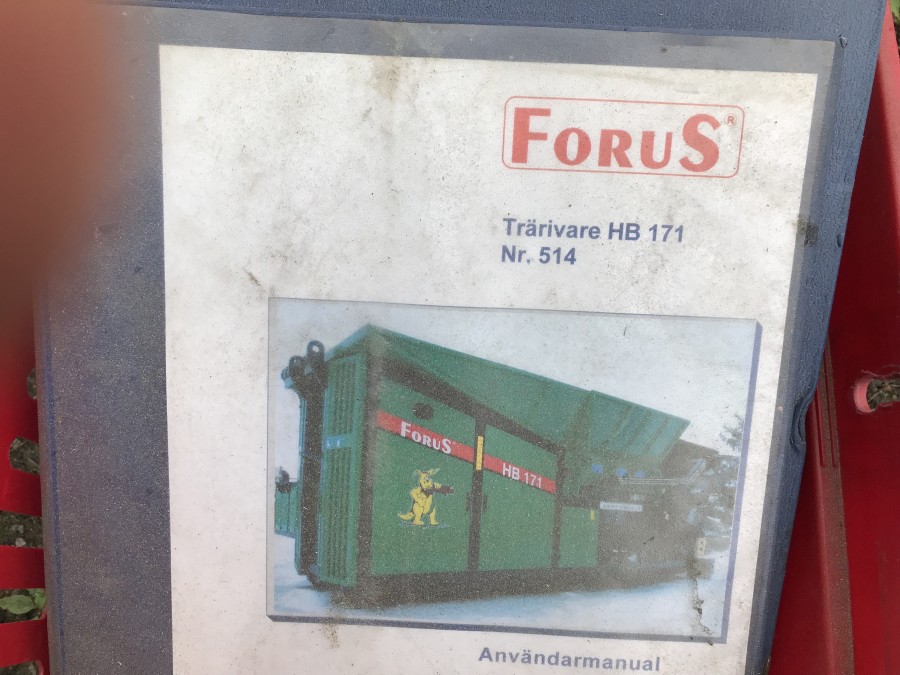 FORUS®
Trärivare HB 171
Nr. 514
FORUS
HB 171
Användarmanual